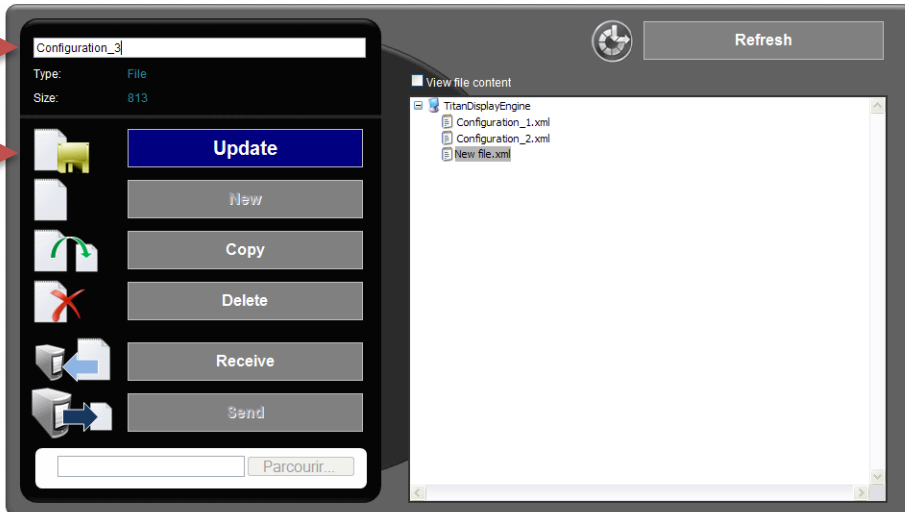 Configuration_3
Type: File
Size: 813
Update
New
Copy
Delete
Receive
Send
Parcourir...
Refresh
View file content
TitanDisplayEngine
Configuration_1.xml
Configuration_2.xml
New file.xml